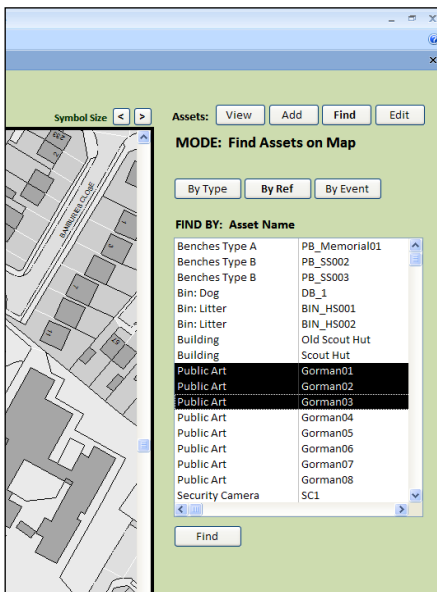 Symbol Size < >
Assets: View Add Find Edit
MODE: Find Assets on Map
By Type By Ref By Event
FIND BY: Asset Name
Benches Type A PB_Memorial01
Benches Type B PB_SS002
Benches Type B PB_SS003
Bin: Dog DB_1
Bin: Litter BIN_HS001
Bin: Litter BIN_HS002
Building Old Scout Hut
Building Scout Hut
Public Art Gorman01
Public Art Gorman02
Public Art Gorman03
Public Art Gorman04
Public Art Gorman05
Public Art Gorman06
Public Art Gorman07
Public Art Gorman08
Security Camera SC1
Find